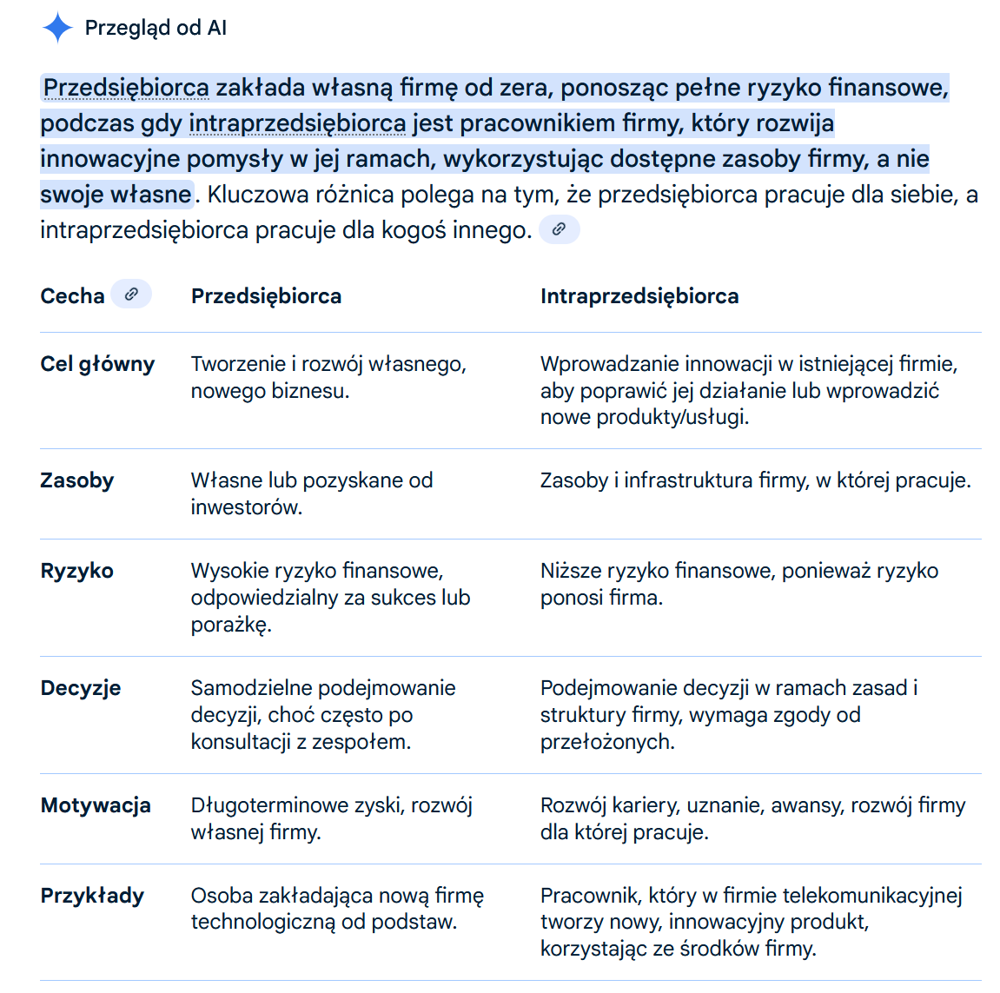 Przegląd od AI
Przedsiębiorca zakłada własną firmę od zera, ponosząc pełne ryzyko finansowe,
podczas gdy intraprzedsiębiorca jest pracownikiem firmy, który rozwija
innowacyjne pomysły w jej ramach, wykorzystując dostępne zasoby firmy, a nie
swoje własne. Kluczowa różnica polega na tym, że przedsiębiorca pracuje dla siebie, a
intraprzedsiębiorca pracuje dla kogoś innego.
Cecha Przedsiębiorca Intraprzedsiębiorca
Cel główny
Tworzenie i rozwój własnego,
nowego biznesu.
Wprowadzanie innowacji w istniejącej firmie,
aby poprawić jej działanie lub wprowadzić
nowe produkty/usługi.
Zasoby
Własne lub pozyskane od
inwestorów.
Zasoby i infrastruktura firmy, w której pracuje.
Ryzyko
Wysokie ryzyko finansowe,
odpowiedzialny za sukces lub
porażkę.
Niższe ryzyko finansowe, ponieważ ryzyko
ponosi firma.
Decyzje
Samodzielne podejmowanie
decyzji, choć często po
konsultacji z zespołem.
Podejmowanie decyzji w ramach zasad i
struktury firmy, wymaga zgody od
przełożonych.
Motywacja
Długoterminowe zyski, rozwój
własnej firmy.
Rozwój kariery, uznanie, awansy, rozwój firmy
dla której pracuje.
Przykłady
Osoba zakładająca nową firmę
technologiczną od podstaw.
Pracownik, który w firmie telekomunikacyjnej
tworzy nowy, innowacyjny produkt,
korzystając ze środków firmy.